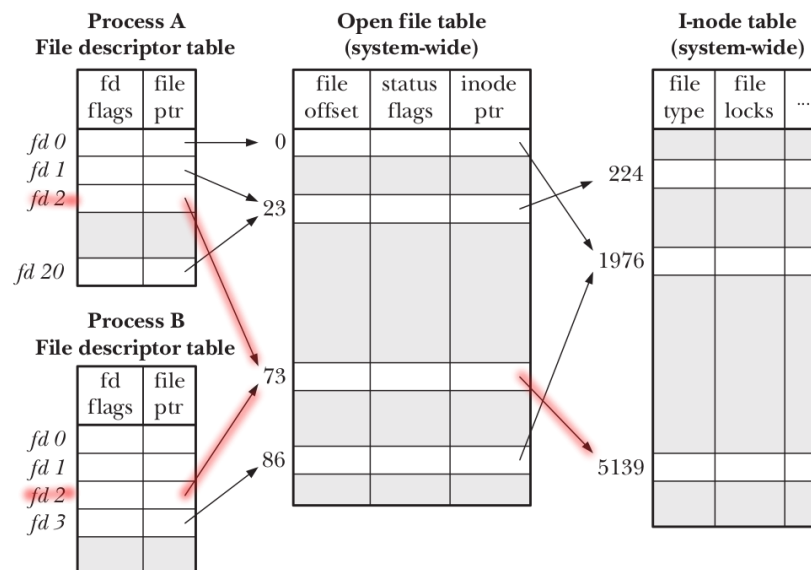 Process A
File descriptor table
fd flags
file ptr
fd 0
fd 1
fd 2
fd 20
Process B
File descriptor table
fd flags
file ptr
fd 0
fd 1
fd 2
fd 3
Open file table
(system-wide)
file offset
status flags
inode ptr
0
23
73
86
I-node table
(system-wide)
file type
file locks
...
224
1976
5139